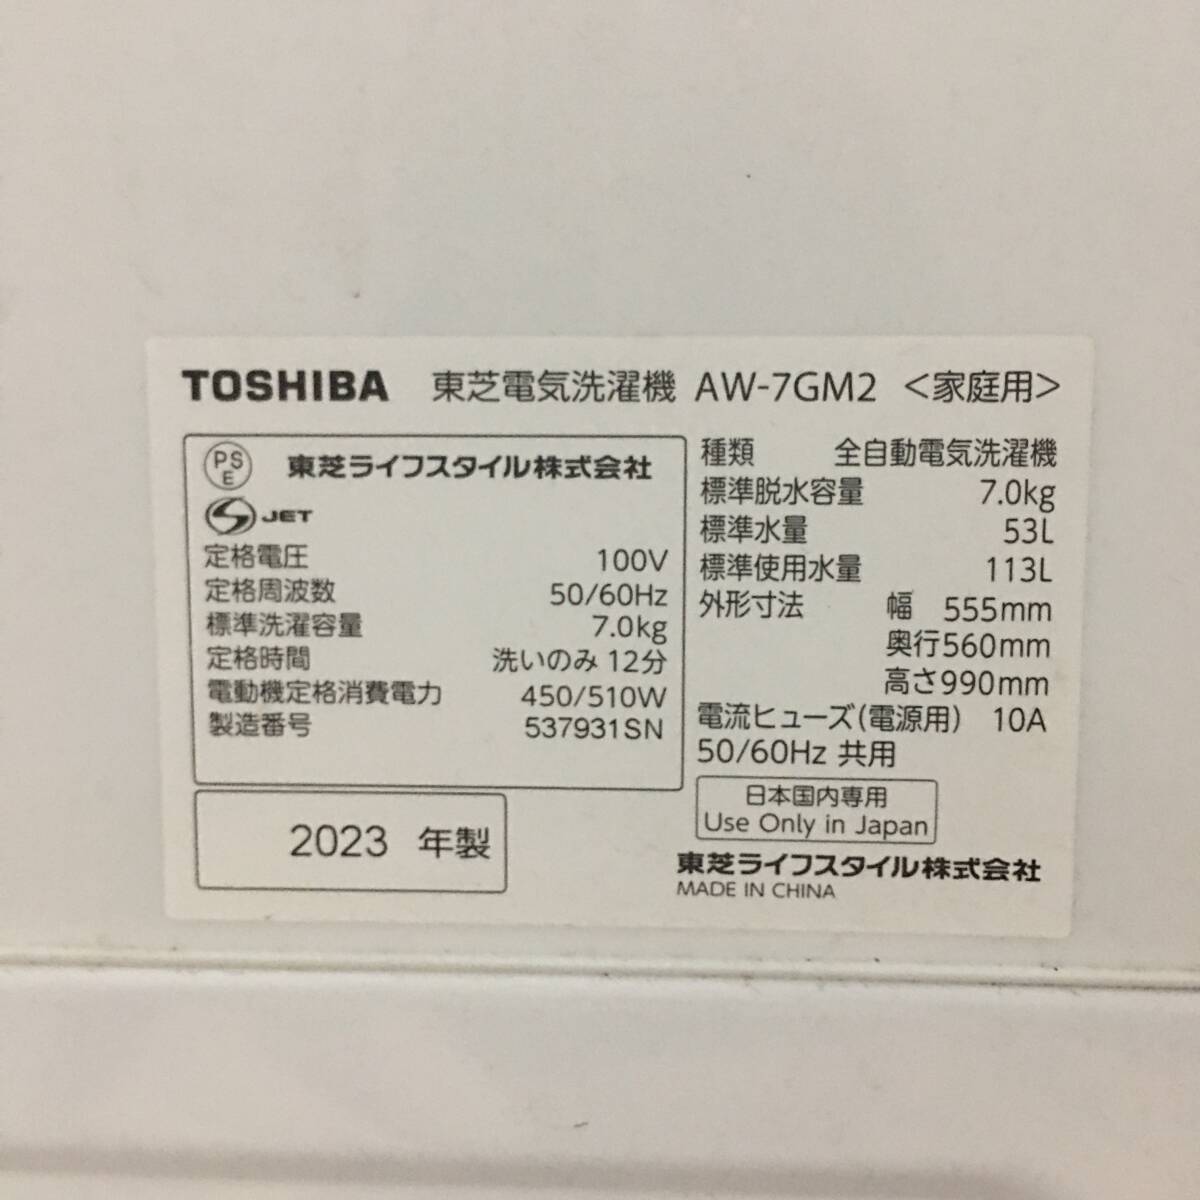 TOSHIBA 東芝電気洗濯機 AW-7GM2 <家庭用>
PS E 東芝ライフスタイル株式会社
JET
定格電圧 100V
定格周波数 50/60Hz
標準洗濯容量 7.0kg
定格時間 洗いのみ 12分
電動機定格消費電力 450/510W
製造番号 537931SN
2023 年製
種類 全自動電気洗濯機
標準脱水容量 7.0kg
標準水量 53L
標準使用水量 113L
外形寸法 幅 555mm
奥行560mm
高さ990mm
電流ヒューズ(電源用) 10A
50/60Hz 共用
日本国内専用
Use Only in Japan
東芝ライフスタイル株式会社
MADE IN CHINA